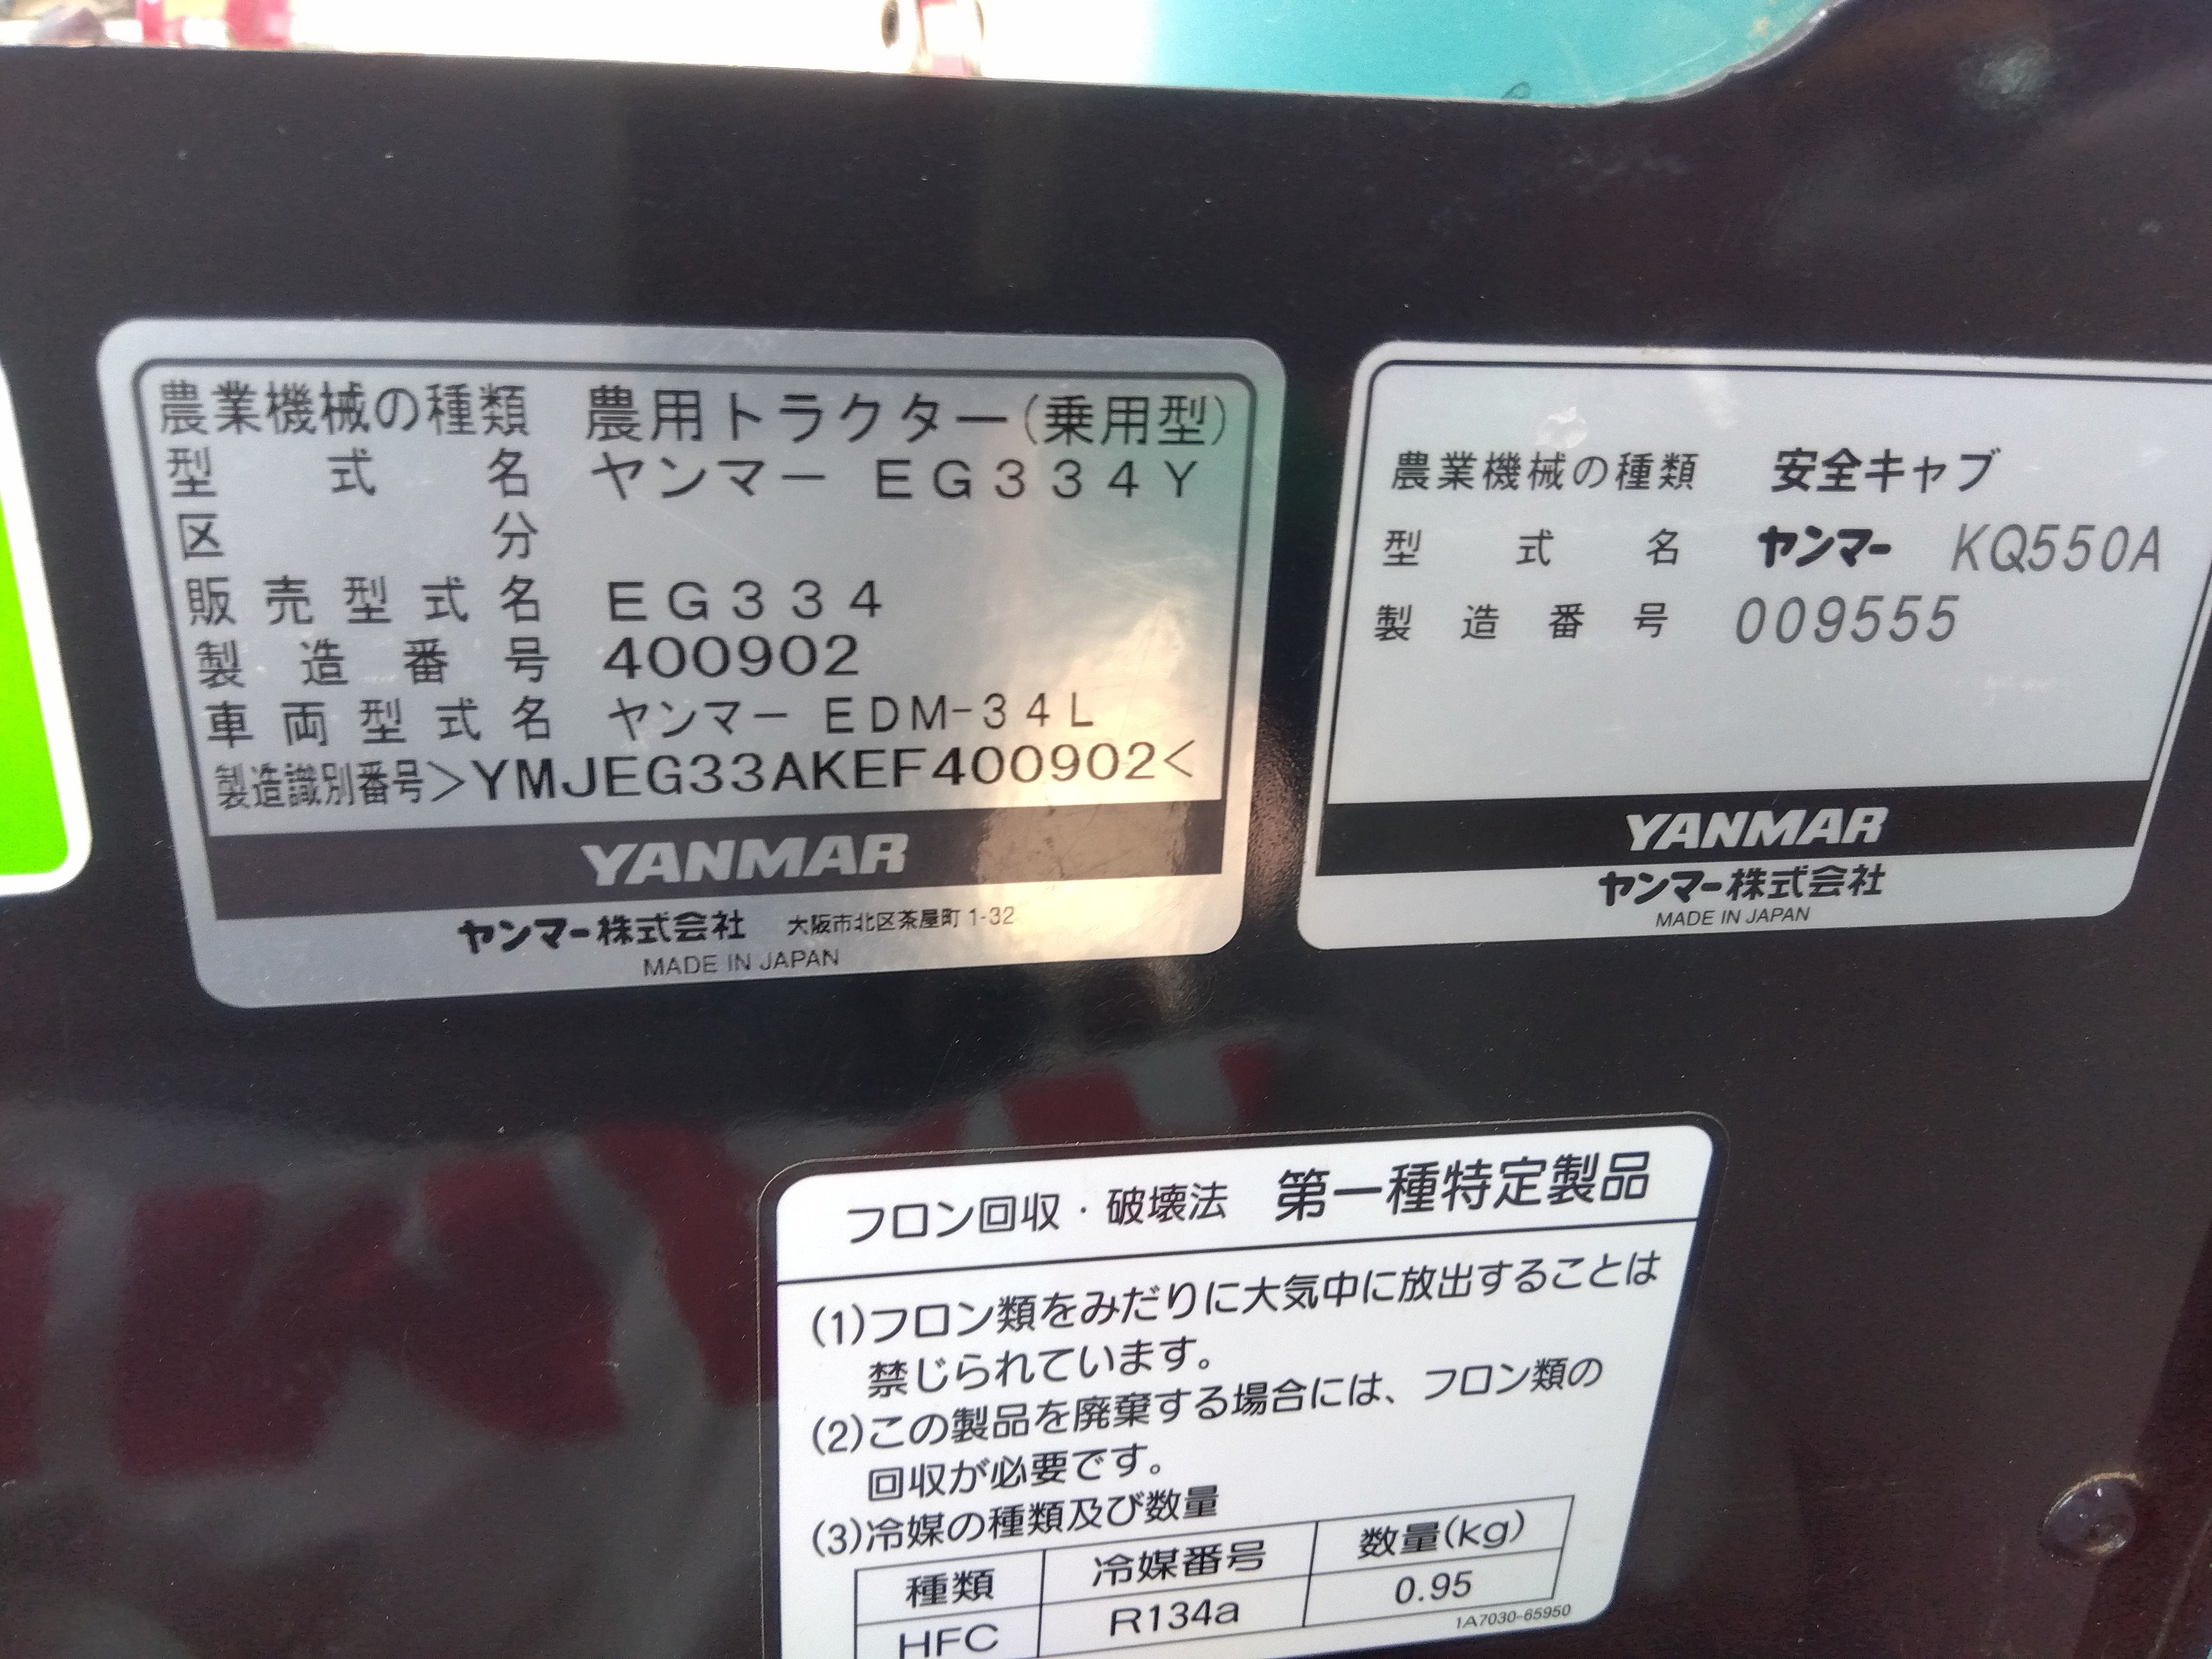 農業機械の種類 農用トラクター(乗用型)
型式名 ヤンマー EG334Y
区分
販売型式名 EG334
製造番号 400902
車両型式名 ヤンマー EDM-34L
製造識別番号>YMJEG33AKEF400902<
YANMAR
ヤンマー株式会社 大阪市北区茶屋町1-32
MADE IN JAPAN
農業機械の種類 安全キャブ
型式名 ヤンマー KQ550A
製造番号 009555
YANMAR
ヤンマー株式会社
MADE IN JAPAN
フロン回収・破壊法 第一種特定製品
(1)フロン類をみだりに大気中に放出することは
禁じられています。
(2)この製品を廃棄する場合には、フロン類の
回収が必要です。
(3)冷媒の種類及び数量
種類 冷媒番号 数量(kg)
HFC R134a 0.95
1A7030-65950